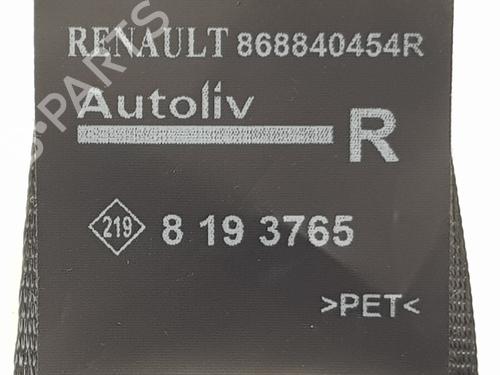 RENAULT 868840454R
Autoliv
R
219 8 19 3765
>PET<